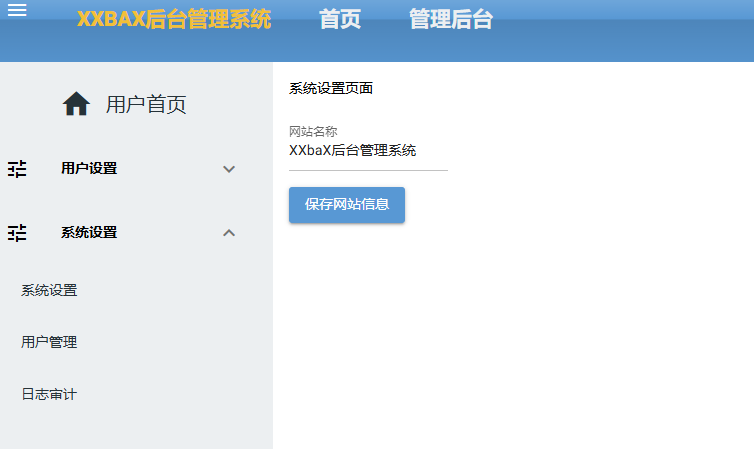 XXBAX后台管理系统 首页 管理后台
用户首页
用户设置
系统设置
系统设置
用户管理
日志审计
系统设置页面
网站名称
XXbaX后台管理系统
保存网站信息